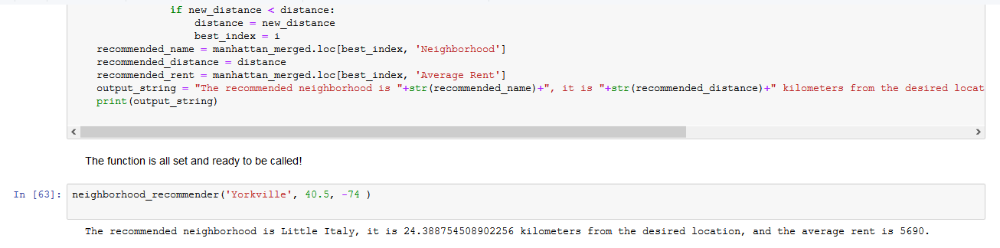 if new_distance < distance:
distance = new_distance
best_index = i
recommended_name = manhattan_merged.loc[best_index, 'Neighborhood']
recommended_distance = distance
recommended_rent = manhattan_merged.loc[best_index, 'Average Rent']
output_string = "The recommended neighborhood is "+str(recommended_name)+", it is "+str(recommended_distance)+" kilometers from the desired locat
print(output_string)
The function is all set and ready to be called!
In [63]: neighborhood_recommender('Yorkville', 40.5, -74 )
The recommended neighborhood is Little Italy, it is 24.388754508902256 kilometers from the desired location, and the average rent is 5690.